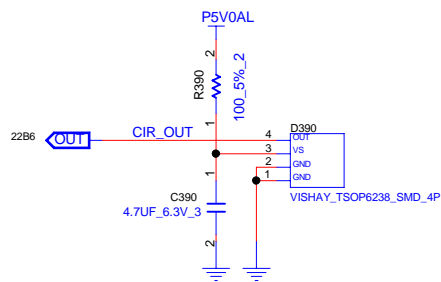 P5V0AL
2
R390
100_5%_2
1
22B6
OUT
CIR_OUT
4
OUT
D390
3
VS
2
GND
1
GND
VISHAY_TSOP6238_SMD_4P
1
C390
4.7UF_6.3V_3
2